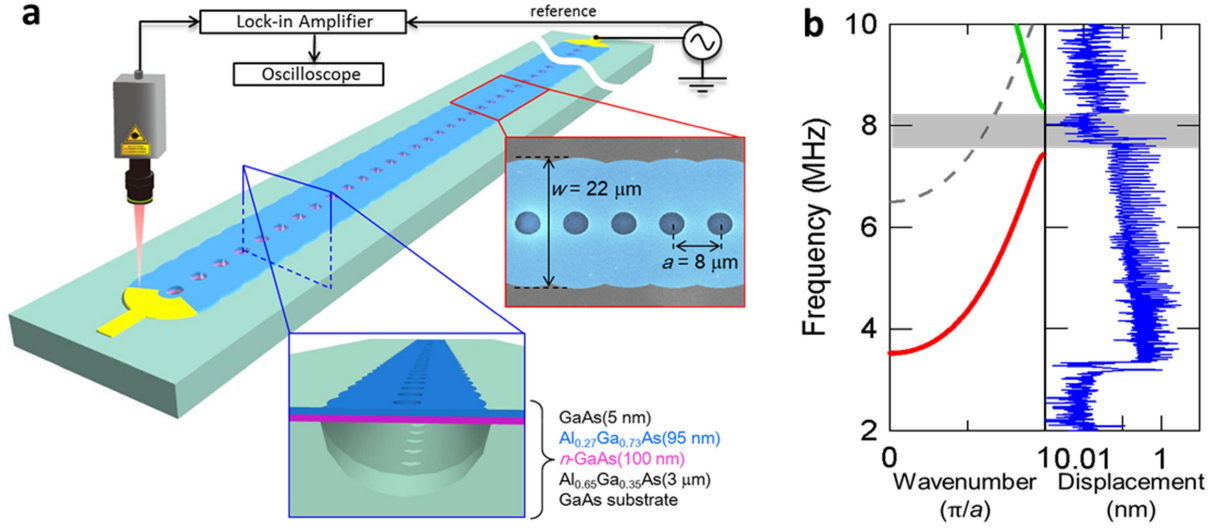 a
Lock-in Amplifier
reference
Oscilloscope
w = 22 μm
a = 8 μm
GaAs(5 nm)
Al0.27Ga0.73As(95 nm)
n-GaAs(100 nm)
Al0.65Ga0.35As(3 μm)
GaAs substrate
b
10
8
6
4
2
Frequency (MHz)
0
1
0.01
1
Wavenumber
(π/a)
Displacement
(nm)